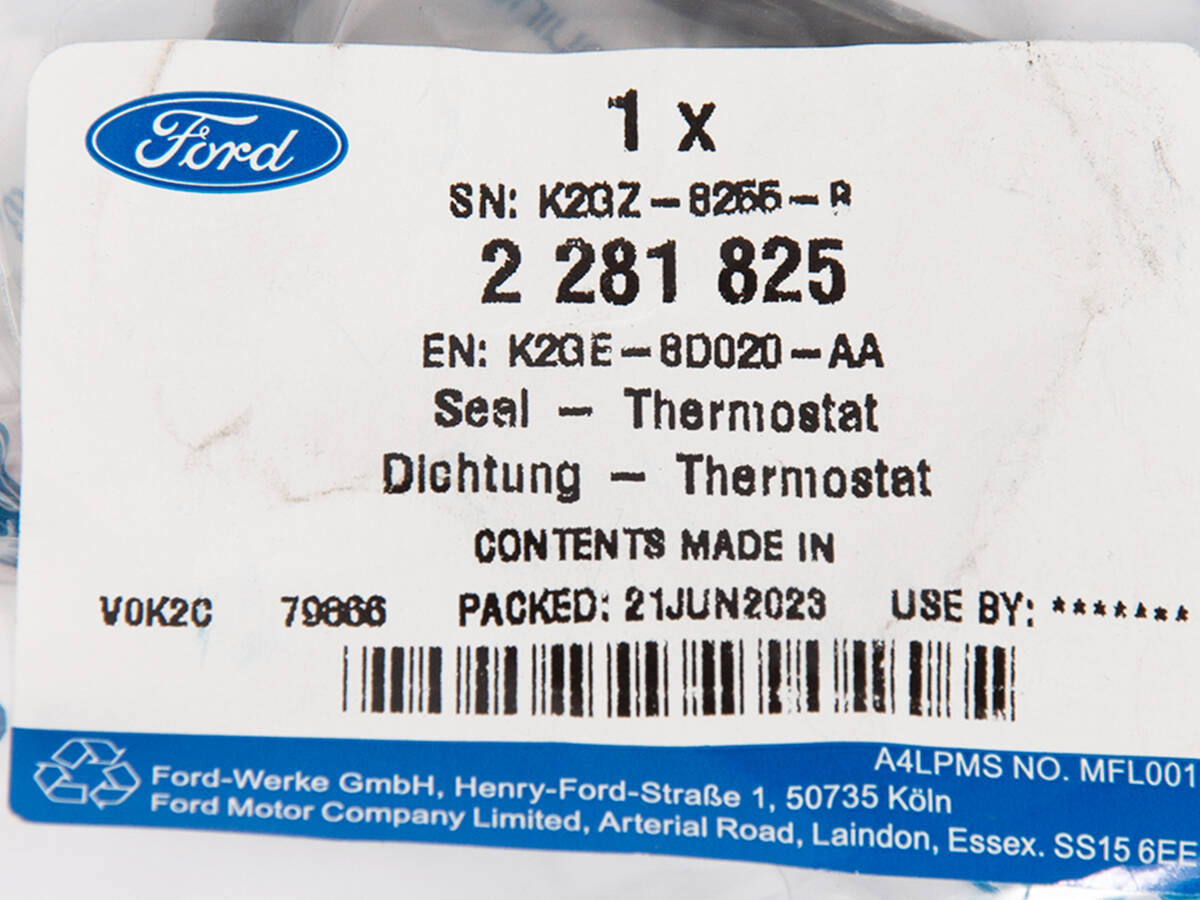 Ford
1 x
SN: K2GZ-8255-B
2 281 825
EN: K2GE-8D020-AA
Seal - Thermostat
Dichtung - Thermostat
CONTENTS MADE IN
V0K2C 79866 PACKED: 21JUN2023 USE BY: *******
A4LPMS NO. MFL001
Ford-Werke GmbH, Henry-Ford-Straße 1, 50735 Köln
Ford Motor Company Limited, Arterial Road, Laindon, Essex. SS15 6EE